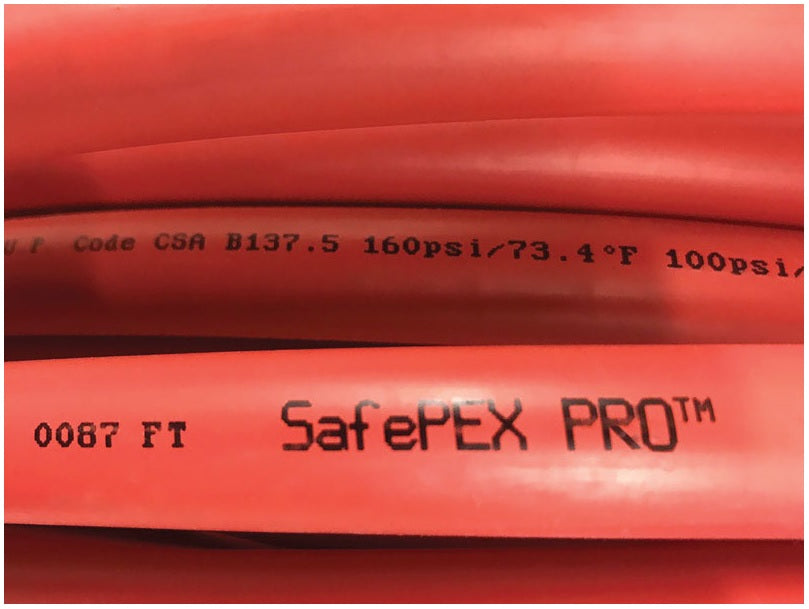 U P Code CSA B137.5 160psi/73.4°F 100psi/
0087 FT SafePEX PRO™